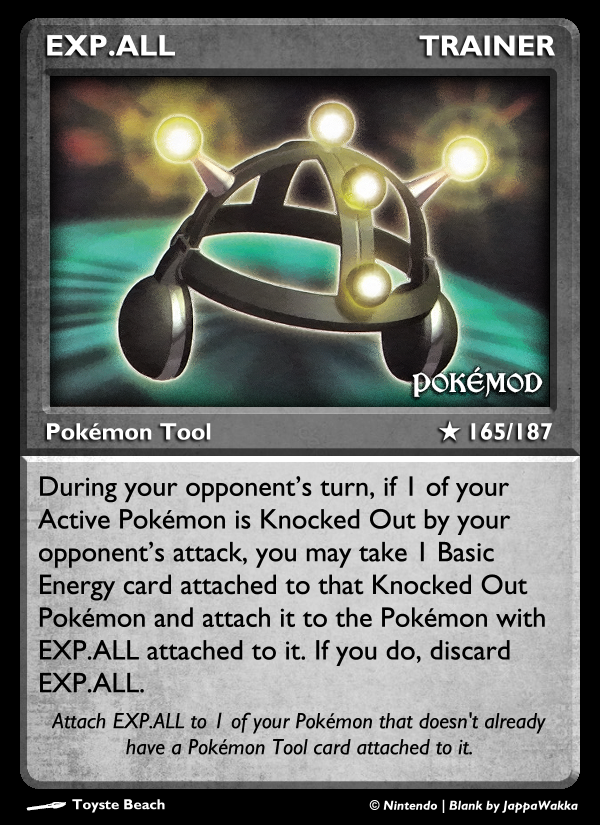 EXP.ALL TRAINER
POKÉMOD
Pokémon Tool ★ 165/187
During your opponent's turn, if 1 of your
Active Pokémon is Knocked Out by your
opponent's attack, you may take 1 Basic
Energy card attached to that Knocked Out
Pokémon and attach it to the Pokémon with
EXP.ALL attached to it. If you do, discard
EXP.ALL.
Attach EXP.ALL to 1 of your Pokémon that doesn't already
have a Pokémon Tool card attached to it.
Toyste Beach © Nintendo | Blank by JappaWakka